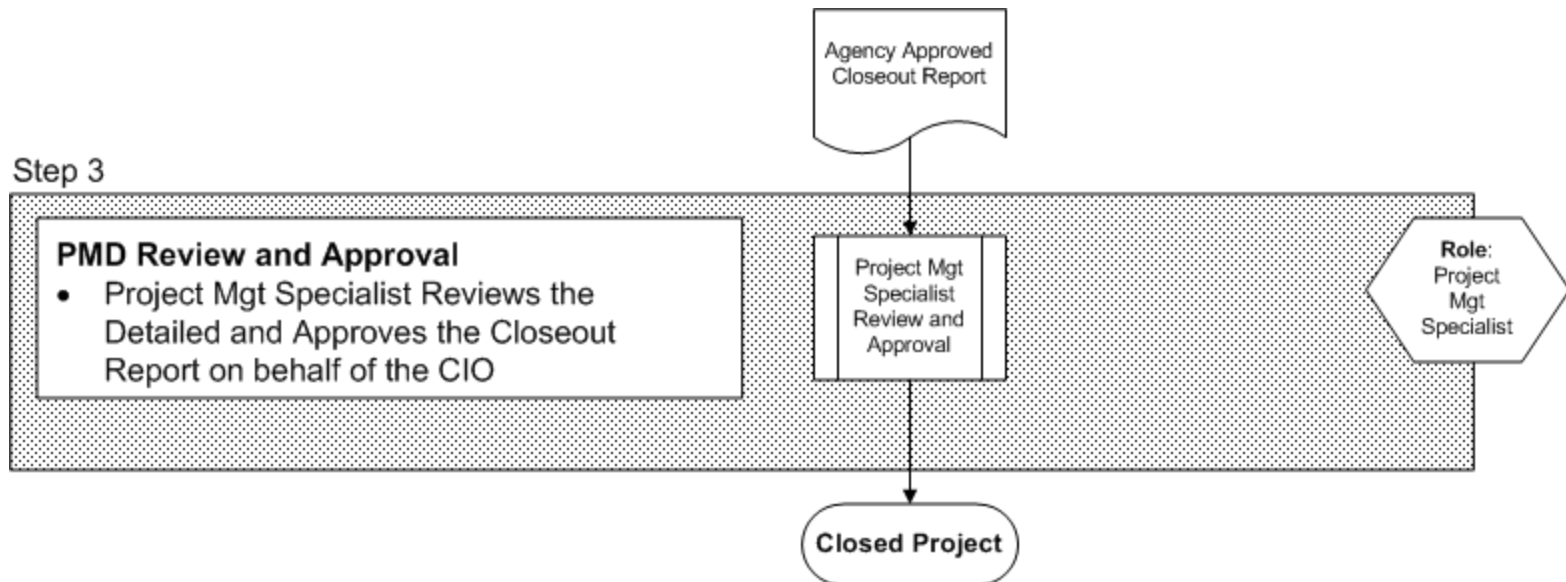 Agency Approved
Closeout Report
Step 3
PMD Review and Approval
• Project Mgt Specialist Reviews the
Detailed and Approves the Closeout
Report on behalf of the CIO
Project Mgt
Specialist
Review and
Approval
Role:
Project
Mgt
Specialist
Closed Project